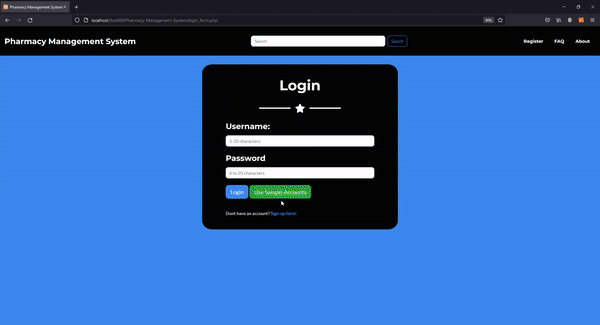 Pharmacy Management System
localhost/itot469/Pharmacy-Management-System/login_form.php
80%
Pharmacy Management System
Search
Search
Register
FAQ
About
Login
Username:
5-20 characters
Password
6 to 20 characters
Login
Use Sample Accounts
Dont have an account? Sign up here!